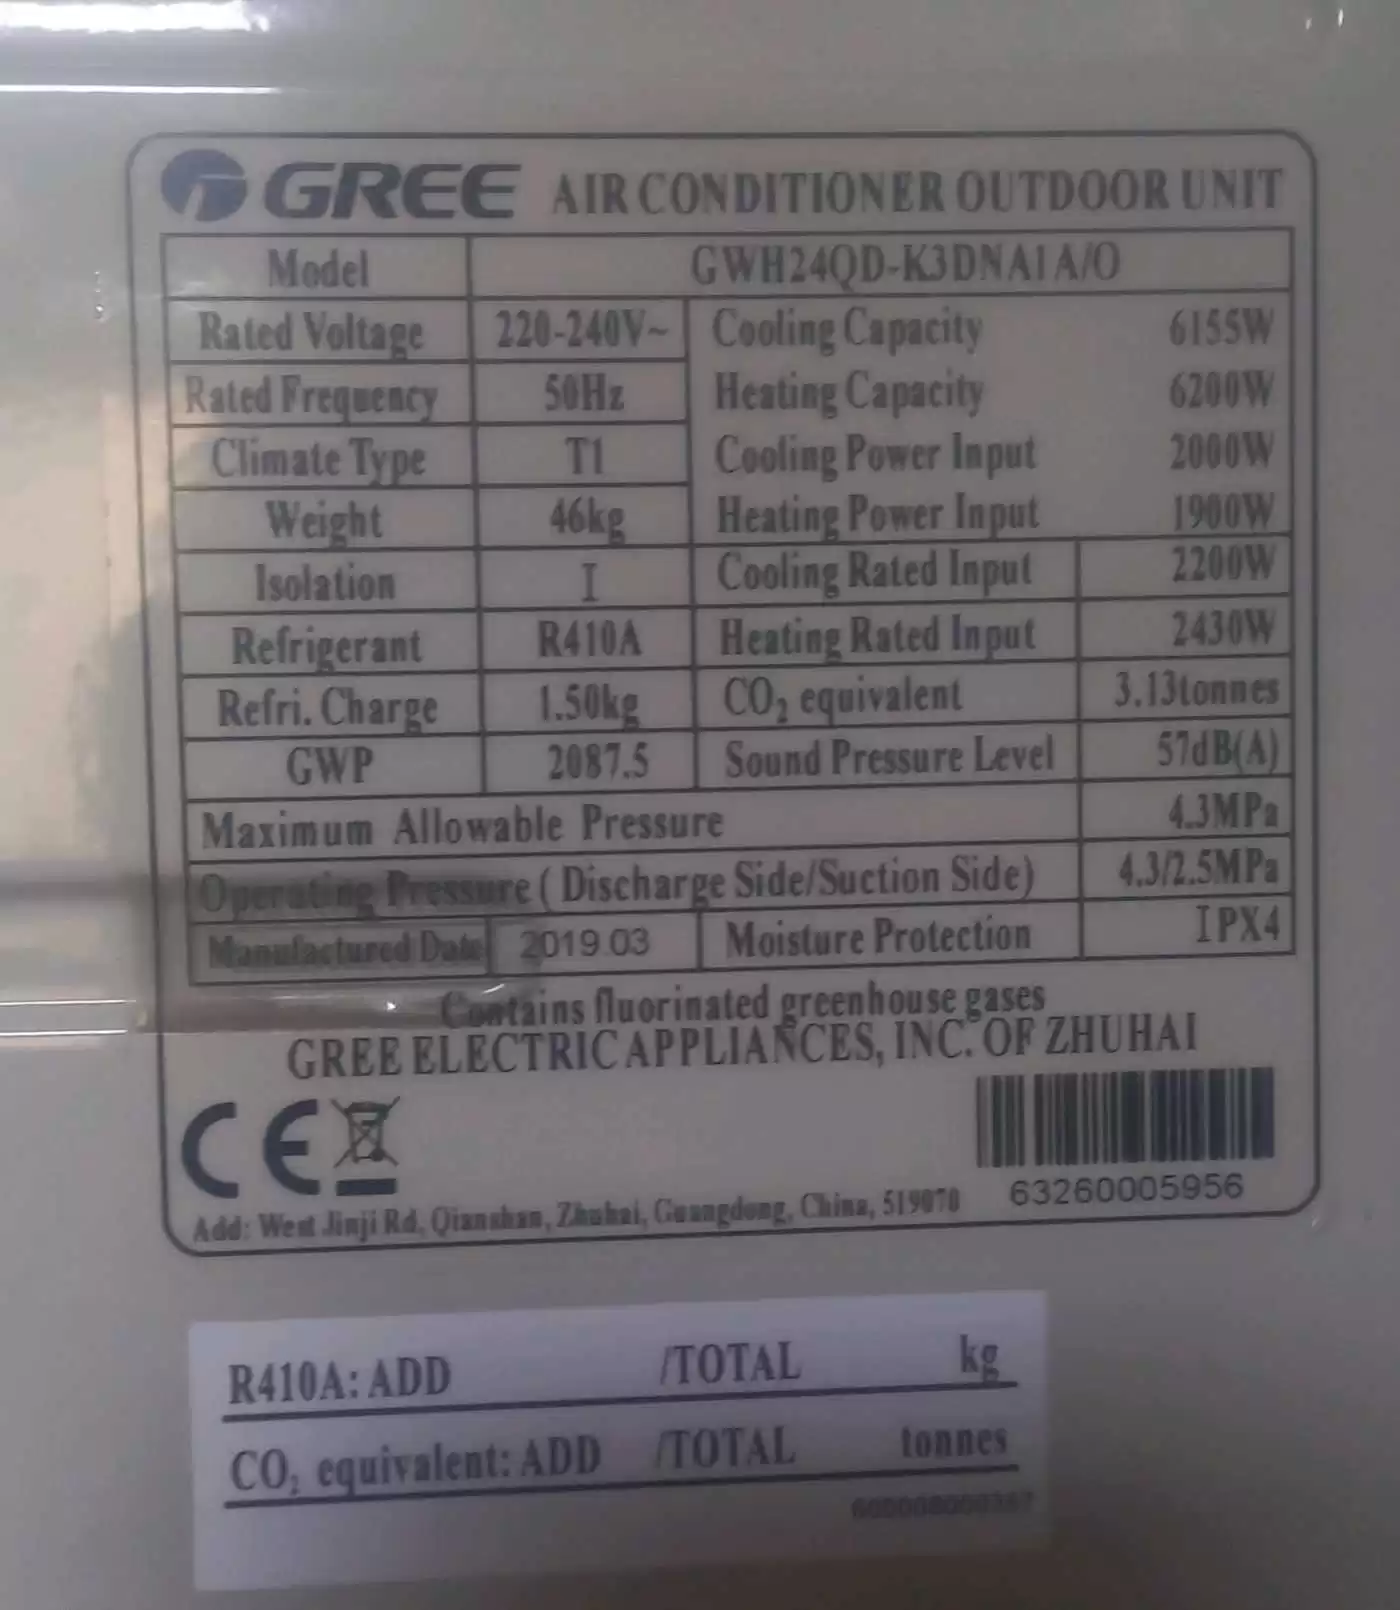 GREE AIR CONDITIONER OUTDOOR UNIT
Model GWH24QD-K3DNA1A/O
Rated Voltage 220-240V~ Cooling Capacity 6155W
Rated Frequency 50Hz Heating Capacity 6200W
Climate Type T1 Cooling Power Input 2000W
Weight 46kg Heating Power Input 1900W
Isolation I Cooling Rated Input 2200W
Refrigerant R410A Heating Rated Input 2430W
Refri. Charge 1.50kg CO₂ equivalent 3.13tonnes
GWP 2087.5 Sound Pressure Level 57dB(A)
Maximum Allowable Pressure 4.3MPa
Operating Pressure ( Discharge Side/Suction Side) 4.3/2.5MPa
Manufactured Date 2019.03 Moisture Protection IPX4
Contains fluorinated greenhouse gases
GREE ELECTRIC APPLIANCES, INC. OF ZHUHAI
CE
63260005956
Add: West Jinji Rd, Qianshan, Zhuhai, Guangdong, China, 519070
R410A: ADD /TOTAL kg
CO₂ equivalent: ADD /TOTAL tonnes